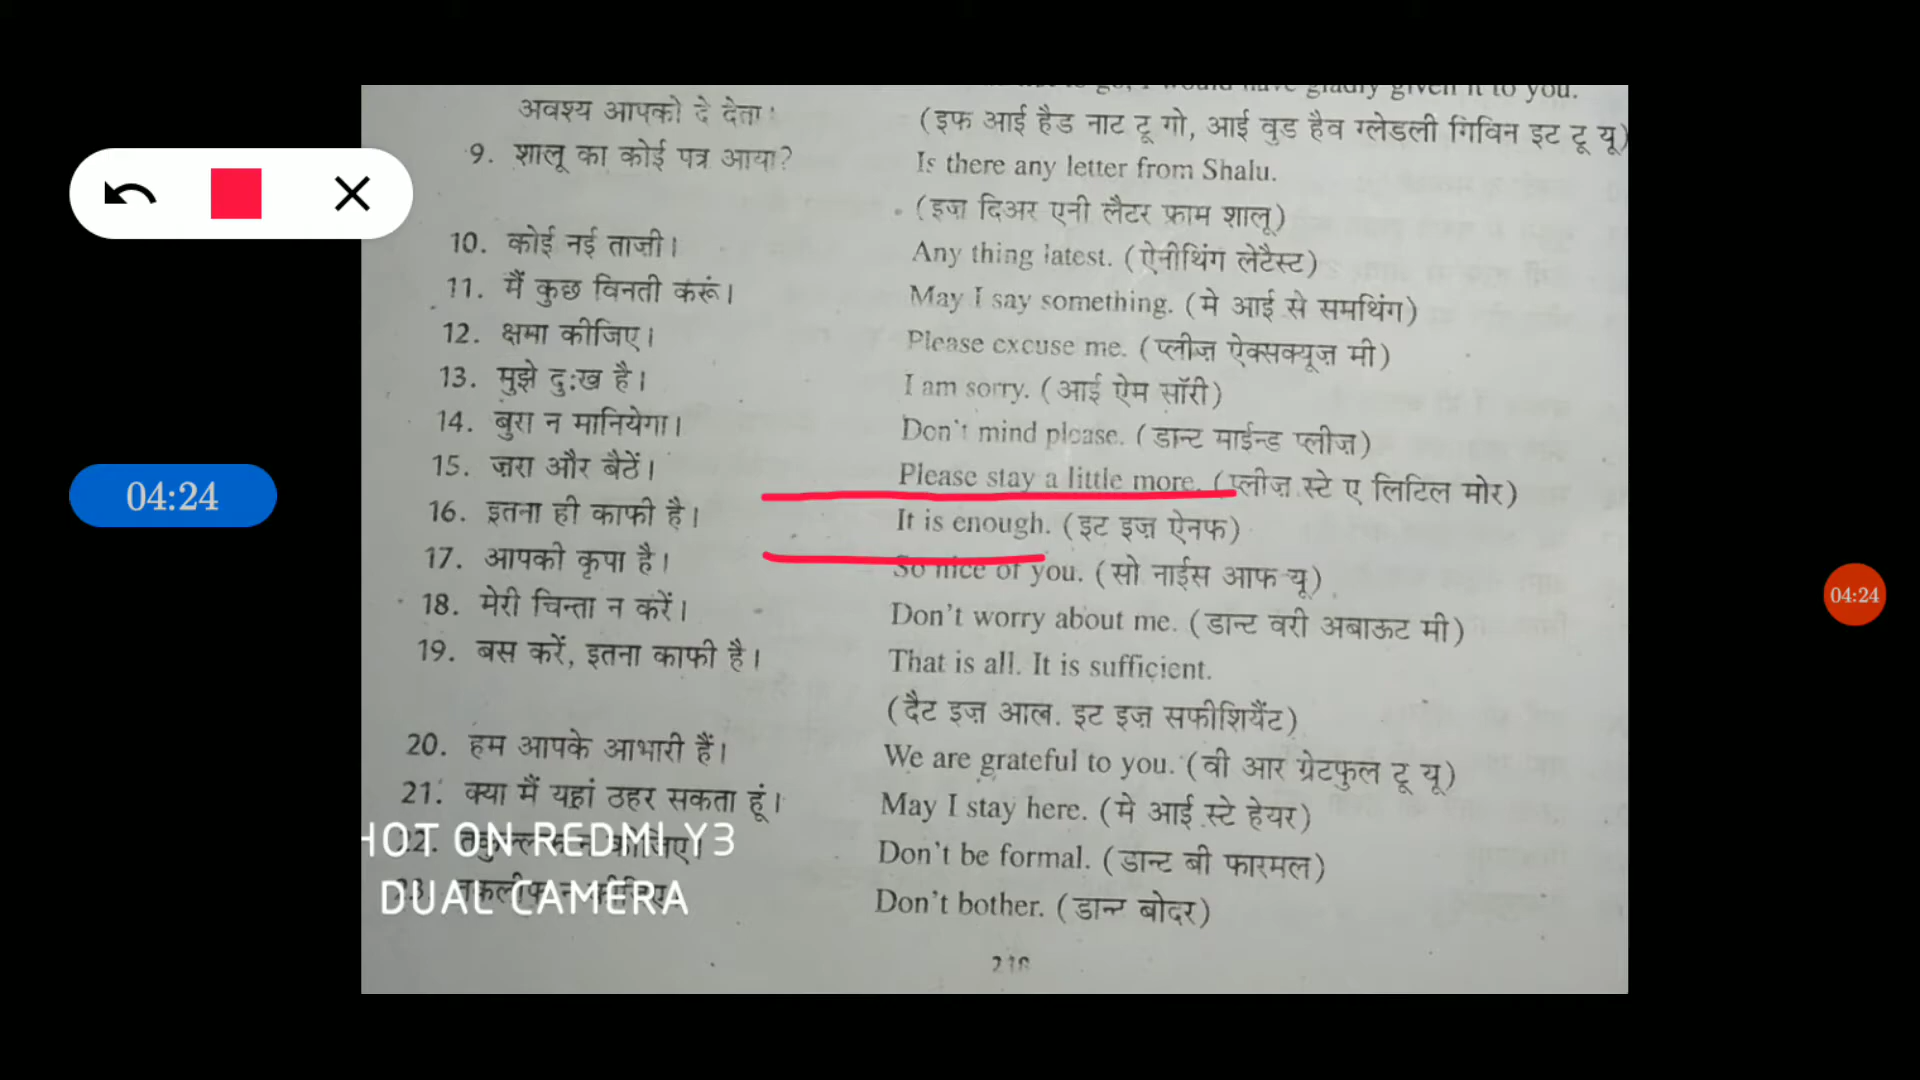 अवश्य आपको दे देता।
given it to you.
(इफ आई हैड नाट टू गो, आई वुड हैव ग्लेडली गिविन इट टू यू)
9. शालू का कोई पत्र आया?
Is there any letter from Shalu.
(इज़ दिअर एनी लैटर फ्राम शालू)
10. कोई नई ताज़ी।
Any thing latest. (ऐनीथिंग लेटैस्ट)
11. मैं कुछ विनती करूं।
May I say something. (मे आई से समथिंग)
12. क्षमा कीजिए।
Please excuse me. (प्लीज़ ऐक्सक्यूज़ मी)
13. मुझे दुःख है।
I am sorry. (आई ऐम सॉरी)
14. बुरा न मानियेगा।
Don't mind please. (डान्ट माईन्ड प्लीज़)
15. ज़रा और बैठें।
Please stay a little more. (प्लीज़ स्टे ए लिटिल मोर)
16. इतना ही काफी है।
It is enough. (इट इज़ ऐनफ)
17. आपकी कृपा है।
So nice of you. (सो नाईस आफ यू)
18. मेरी चिन्ता न करें।
Don't worry about me. (डान्ट वरी अबाऊट मी)
19. बस करें, इतना काफी है।
That is all. It is sufficient.
(दैट इज़ आल. इट इज़ सफीशियैंट)
20. हम आपके आभारी हैं।
We are grateful to you. (वी आर ग्रेटफुल टू यू)
21. क्या मैं यहां ठहर सकता हूं।
May I stay here. (मे आई स्टे हेयर)
22.
Don't be formal. (डान्ट बी फारमल)
23.
Don't bother. (डान्ट बोदर)
HOT ON REDMI Y3
DUAL CAMERA
04:24
04:24